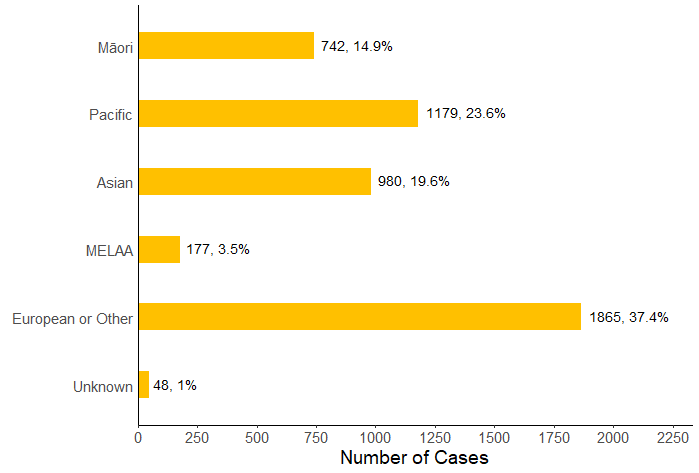 Māori
742, 14.9%
Pacific
1179, 23.6%
Asian
980, 19.6%
MELAA
177, 3.5%
European or Other
1865, 37.4%
Unknown
48, 1%
0 250 500 750 1000 1250 1500 1750 2000 2250
Number of Cases